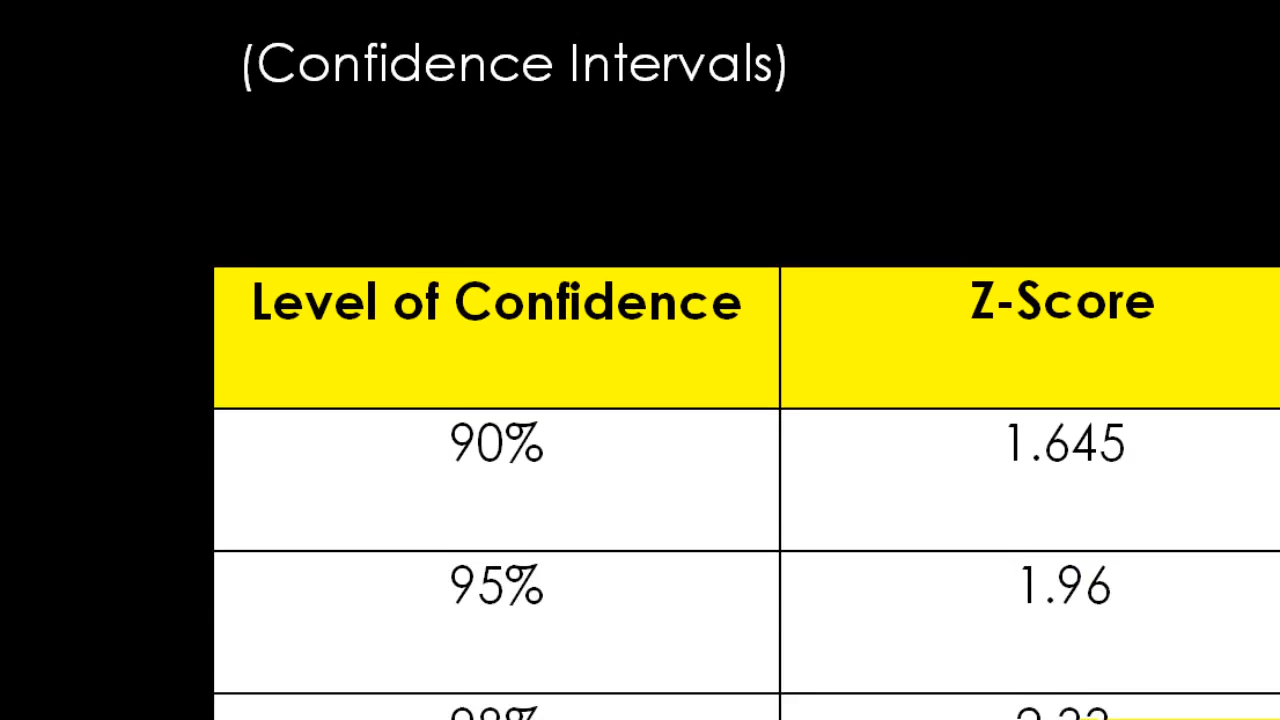 (Confidence Intervals)
Level of Confidence Z-Score
90% 1.645
95% 1.96